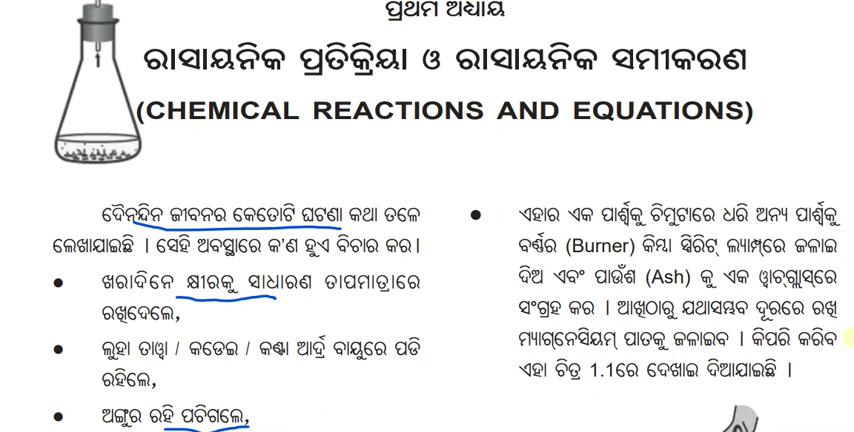 ପ୍ରଥମ ଅଧ୍ୟାୟ
ରାସାୟନିକ ପ୍ରତିକ୍ରିୟା ଓ ରାସାୟନିକ ସମୀକରଣ
(CHEMICAL REACTIONS AND EQUATIONS)
ଦୈନନ୍ଦିନ ଜୀବନର କେତୋଟି ଘଟଣା କଥା ତଳେ
ଲେଖାଯାଇଛି । ସେହି ଅବସ୍ଥାରେ କ'ଣ ହୁଏ ବିଚାର କର।
● ଖରାଦିନେ କ୍ଷୀରକୁ ସାଧାରଣ ତାପମାତ୍ରାରେ
ରଖିଦେଲେ,
● ଲୁହା ତାୱା / କଡେଇ / କଣ୍ଟା ଆର୍ଦ୍ର ବାୟୁରେ ପଡି
ରହିଲେ,
● ଅଙ୍ଗୁର ରହି ପଚିଗଲେ,
● ଏହାର ଏକ ପାର୍ଶ୍ୱକୁ ଚିମୁଟାରେ ଧରି ଅନ୍ୟ ପାର୍ଶ୍ୱକୁ
ବର୍ଣ୍ଣର (Burner) କିମ୍ବା ସ୍ପିରିଟ୍ ଲ୍ୟାମ୍ପ୍‌ରେ ଜଳାଇ
ଦିଅ ଏବଂ ପାଉଁଶ (Ash) କୁ ଏକ ୱାଚ୍‌ଗ୍ଲାସ୍‌ରେ
ସଂଗ୍ରହ କର । ଆଖିଠାରୁ ଯଥାସମ୍ଭବ ଦୂରରେ ରଖି
ମ୍ୟାଗ୍‌ନେସିୟମ୍ ପାତକୁ ଜଳାଇବ । କିପରି କରିବ
ଏହା ଚିତ୍ର 1.1ରେ ଦେଖାଇ ଦିଆଯାଇଛି ।